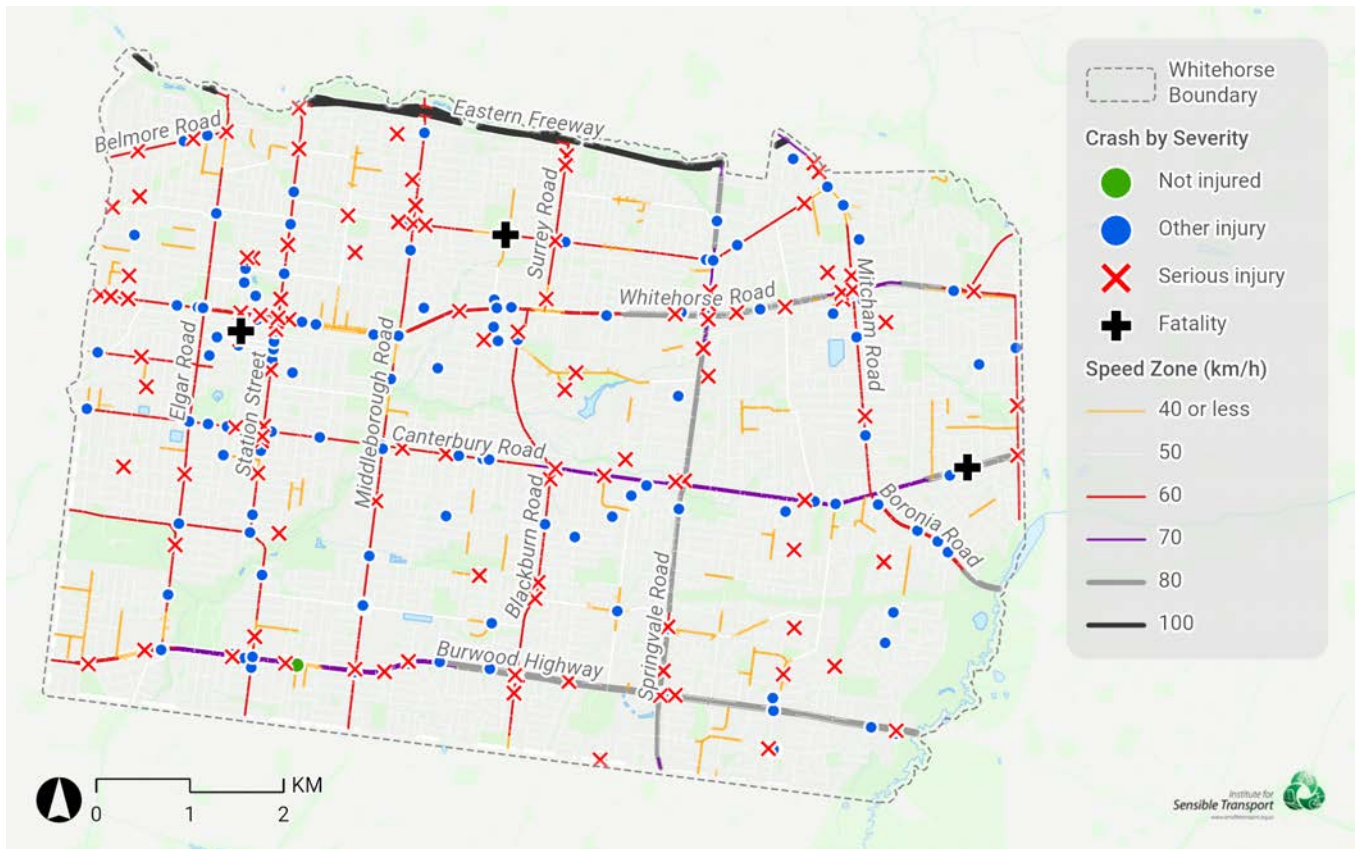 Whitehorse
Boundary
Crash by Severity
Not injured
Other injury
Serious injury
Fatality
Speed Zone (km/h)
40 or less
50
60
70
80
100
Eastern Freeway
Belmore Road
Surrey Road
Whitehorse Road
Mitcham Road
Elgar Road
Station Street
Middleborough Road
Canterbury Road
Blackburn Road
Boronia Road
Springvale Road
Burwood Highway
KM
0 1 2
Institute for
Sensible Transport